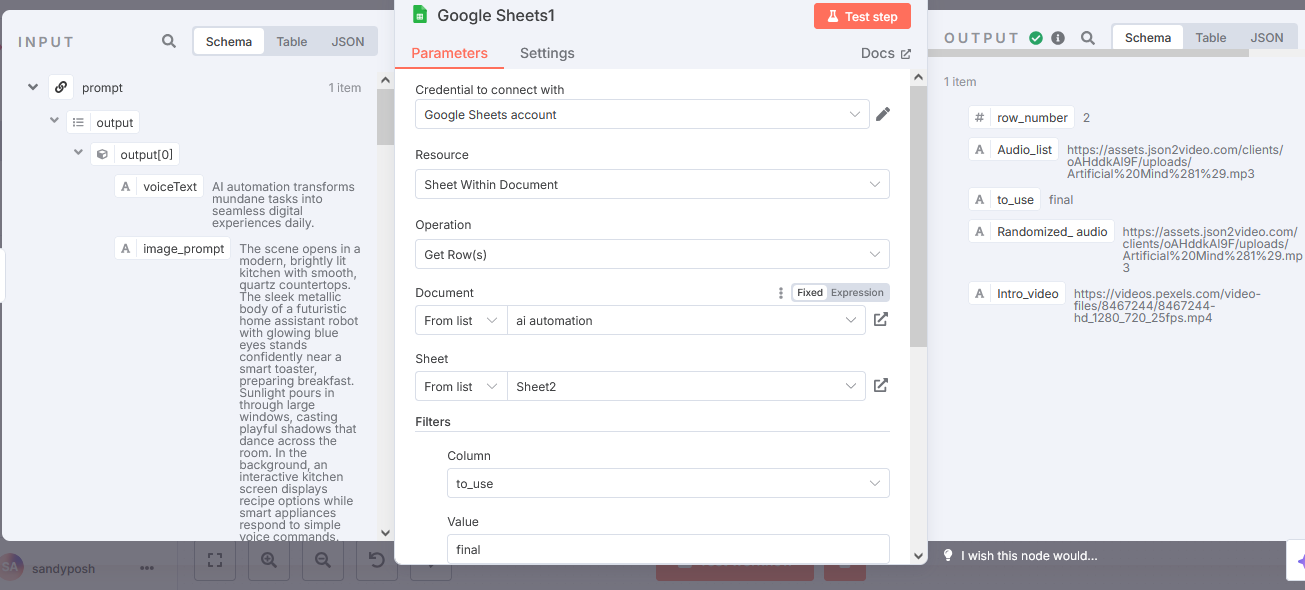 Google Sheets1
Test step
INPUT
Schema
Table
JSON
Parameters
Settings
Docs
OUTPUT
Schema
Table
JSON
prompt
1 item
output
output[0]
A
voiceText
AI automation transforms
mundane tasks into
seamless digital
experiences daily.
A
image_prompt
The scene opens in a
modern, brightly lit
kitchen with smooth,
quartz countertops.
The sleek metallic
body of a futuristic
home assistant robot
with glowing blue
eyes stands
confidently near a
smart toaster,
preparing breakfast.
Sunlight pours in
through large
windows, casting
playful shadows that
dance across the
room. In the
background, an
interactive kitchen
screen displays
recipe options while
smart appliances
respond to simple
voice commands.
Credential to connect with
Google Sheets account
Resource
Sheet Within Document
Operation
Get Row(s)
Document
Fixed
Expression
From list
ai automation
Sheet
From list
Sheet2
Filters
Column
to_use
Value
final
1 item
#
row_number
2
A
Audio_list
https://assets.json2video.com/clients/
oAHddkAl9F/uploads/
Artificial%20Mind%281%29.mp3
A
to_use
final
A
Randomized_ audio
https://assets.json2video.com/
clients/oAHddkAl9F/uploads/
Artificial%20Mind%281%29.mp
3
A
Intro_video
https://videos.pexels.com/video-
files/8467244/8467244-
hd_1280_720_25fps.mp4
I wish this node would...
SA
sandyposh